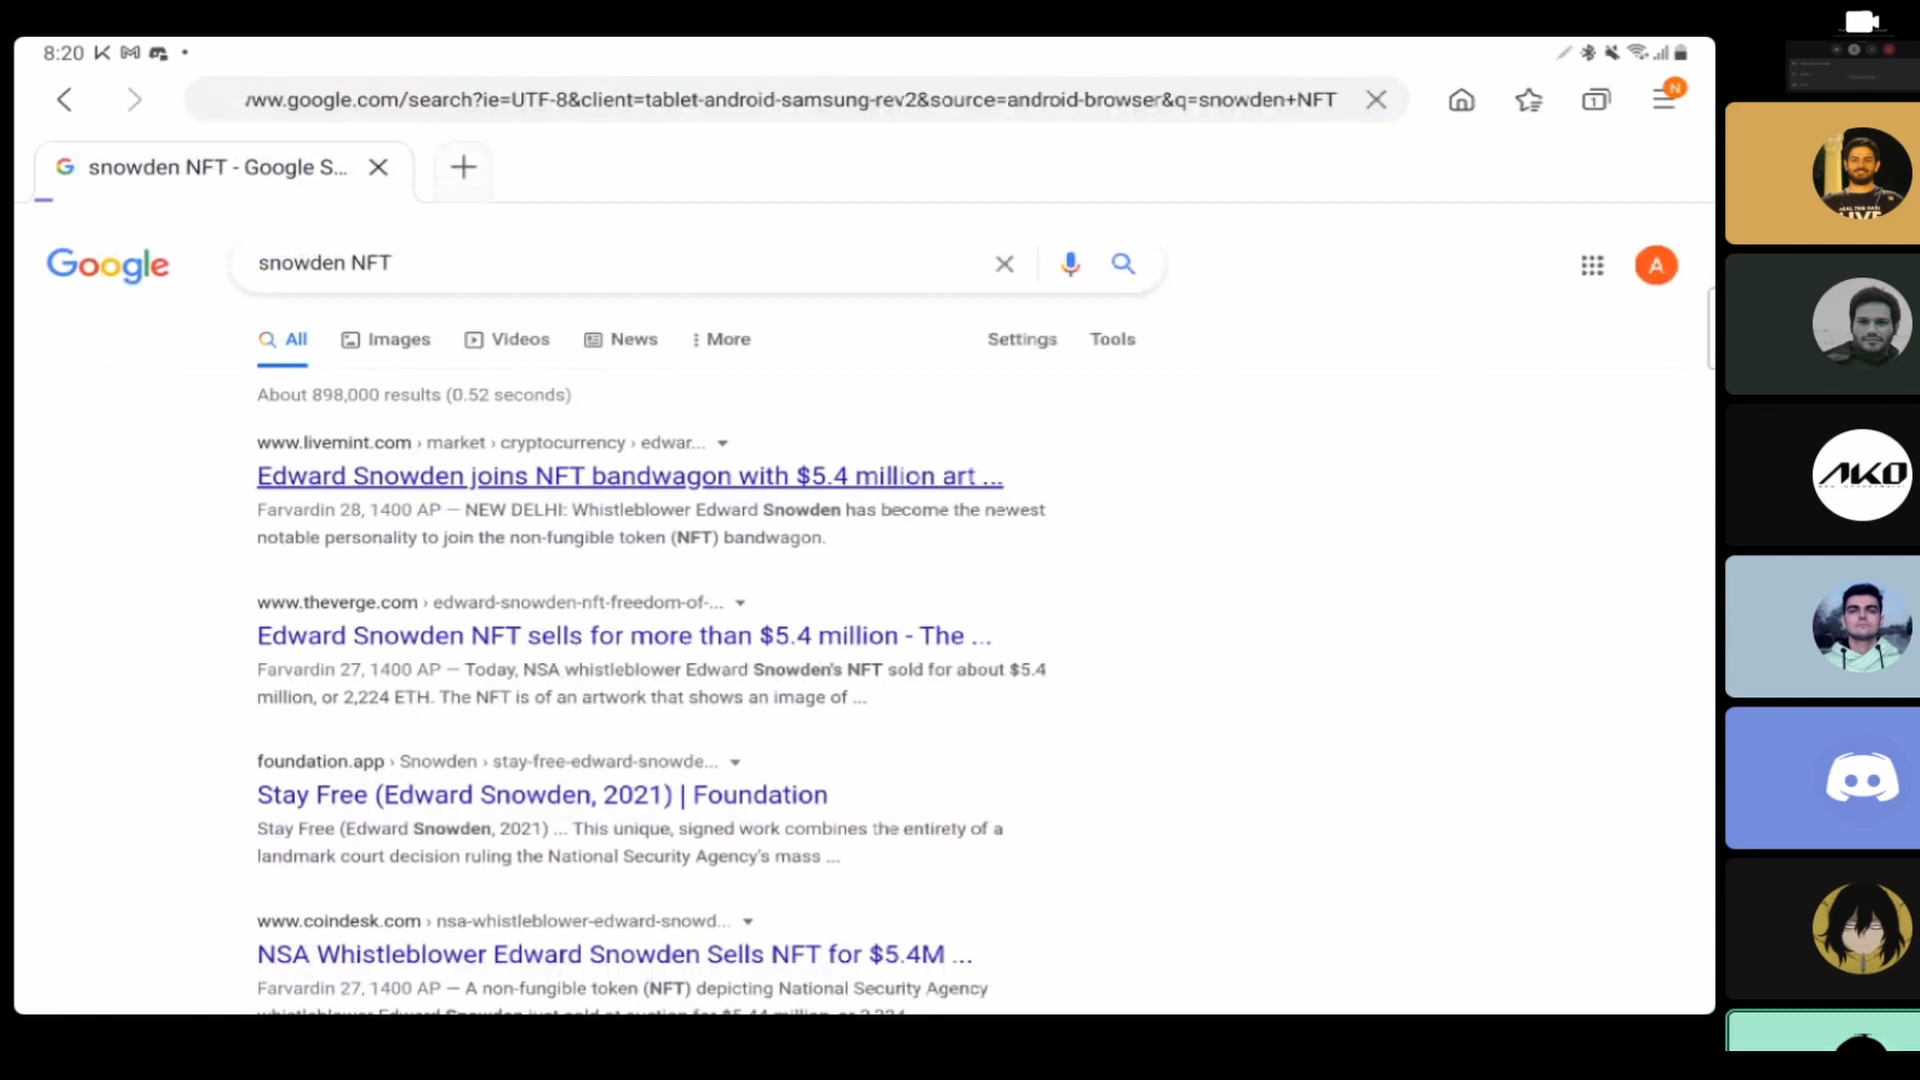 8:20
/ww.google.com/search?ie=UTF-8&client=tablet-android-samsung-rev2&source=android-browser&q=snowden+NFT
N
1
snowden NFT - Google S...
Google
snowden NFT
A
All Images Videos News More Settings Tools
About 898,000 results (0.52 seconds)
www.livemint.com › market › cryptocurrency › edwar...
Edward Snowden joins NFT bandwagon with $5.4 million art ...
Farvardin 28, 1400 AP — NEW DELHI: Whistleblower Edward Snowden has become the newest
notable personality to join the non-fungible token (NFT) bandwagon.
www.theverge.com › edward-snowden-nft-freedom-of-...
Edward Snowden NFT sells for more than $5.4 million - The ...
Farvardin 27, 1400 AP — Today, NSA whistleblower Edward Snowden's NFT sold for about $5.4
million, or 2,224 ETH. The NFT is of an artwork that shows an image of ...
foundation.app › Snowden › stay-free-edward-snowde...
Stay Free (Edward Snowden, 2021) | Foundation
Stay Free (Edward Snowden, 2021) ... This unique, signed work combines the entirety of a
landmark court decision ruling the National Security Agency's mass ...
www.coindesk.com › nsa-whistleblower-edward-snowd...
NSA Whistleblower Edward Snowden Sells NFT for $5.4M ...
Farvardin 27, 1400 AP — A non-fungible token (NFT) depicting National Security Agency
AKO